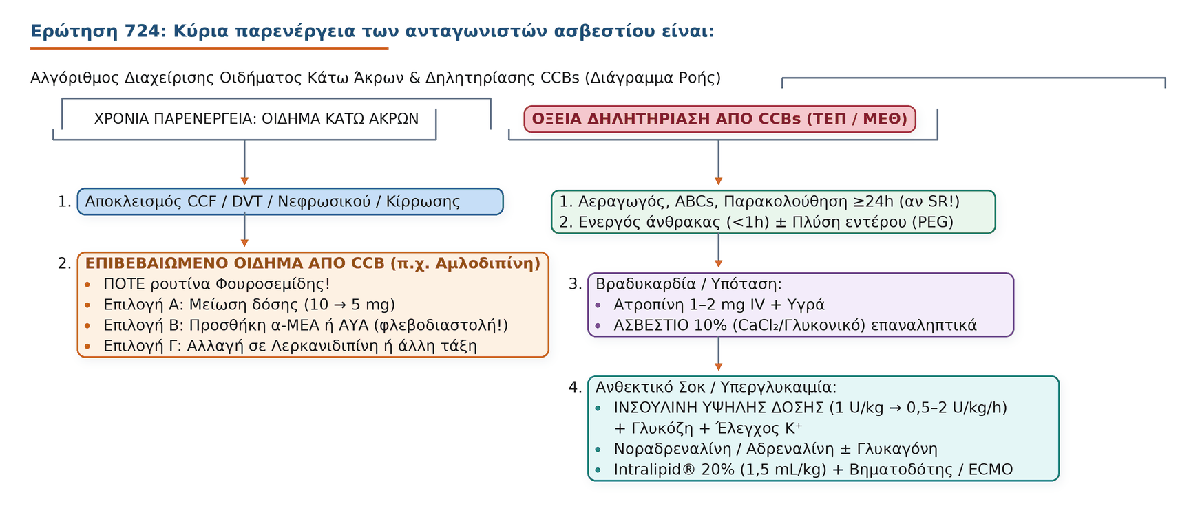 Ερώτηση 724: Κύρια παρενέργεια των ανταγωνιστών ασβεστίου είναι:
Αλγόριθμος Διαχείρισης Οιδήματος Κάτω Άκρων & Δηλητηρίασης CCBs (Διάγραμμα Ροής)
ΧΡΟΝΙΑ ΠΑΡΕΝΕΡΓΕΙΑ: ΟΙΔΗΜΑ ΚΑΤΩ ΑΚΡΩΝ
1. Αποκλεισμός CCF / DVT / Νεφρωσικού / Κίρρωσης
2. ΕΠΙΒΕΒΑΙΩΜΕΝΟ ΟΙΔΗΜΑ ΑΠΟ CCB (π.χ. Αμλοδιπίνη)
• ΠΟΤΕ ρουτίνα Φουροσεμίδης!
• Επιλογή Α: Μείωση δόσης (10 → 5 mg)
• Επιλογή Β: Προσθήκη α-ΜΕΑ ή ΑΥΑ (φλεβοδιαστολή!)
• Επιλογή Γ: Αλλαγή σε Λερκανιδιπίνη ή άλλη τάξη
ΟΞΕΙΑ ΔΗΛΗΤΗΡΙΑΣΗ ΑΠΟ CCBs (ΤΕΠ / ΜΕΘ)
1. Αεραγωγός, ABCs, Παρακολούθηση ≥24h (αν SR!)
2. Ενεργός άνθρακας (<1h) ± Πλύση εντέρου (PEG)
3. Βραδυκαρδία / Υπόταση:
• Ατροπίνη 1–2 mg IV + Υγρά
• ΑΣΒΕΣΤΙΟ 10% (CaCl₂/Γλυκονικό) επαναληπτικά
4. Ανθεκτικό Σοκ / Υπεργλυκαιμία:
• ΙΝΣΟΥΛΙΝΗ ΥΨΗΛΗΣ ΔΟΣΗΣ (1 U/kg → 0,5–2 U/kg/h)
+ Γλυκόζη + Έλεγχος K⁺
• Νοραδρεναλίνη / Αδρεναλίνη ± Γλυκαγόνη
• Intralipid® 20% (1,5 mL/kg) + Βηματοδότης / ECMO